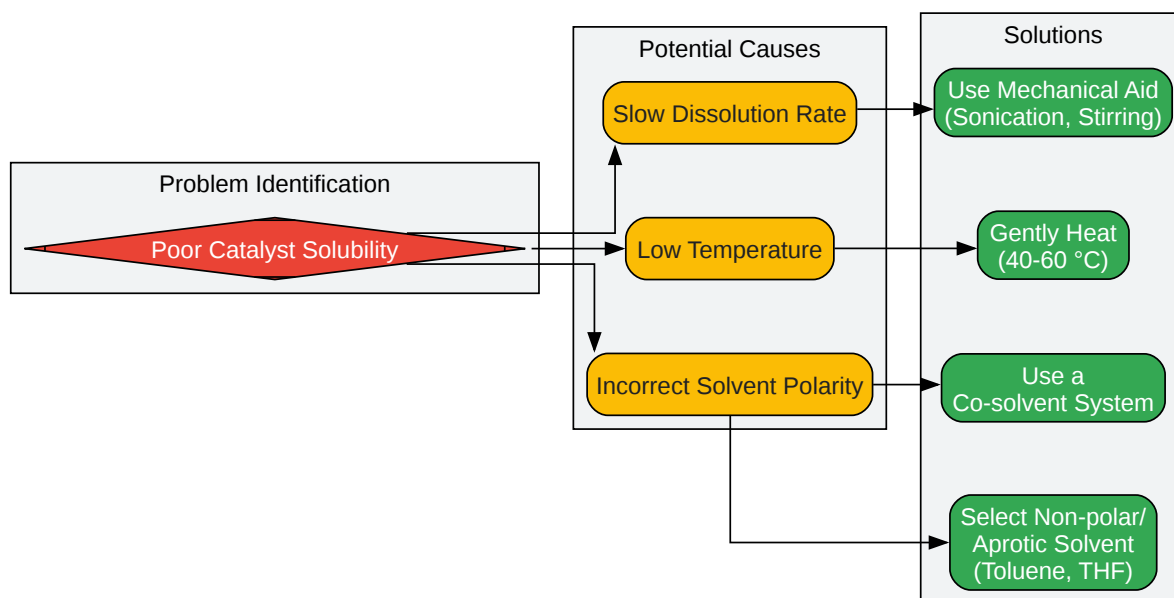 Problem Identification
Poor Catalyst Solubility
Potential Causes
Slow Dissolution Rate
Low Temperature
Incorrect Solvent Polarity
Solutions
Use Mechanical Aid
(Sonication, Stirring)
Gently Heat
(40-60 °C)
Use a
Co-solvent System
Select Non-polar/
Aprotic Solvent
(Toluene, THF)